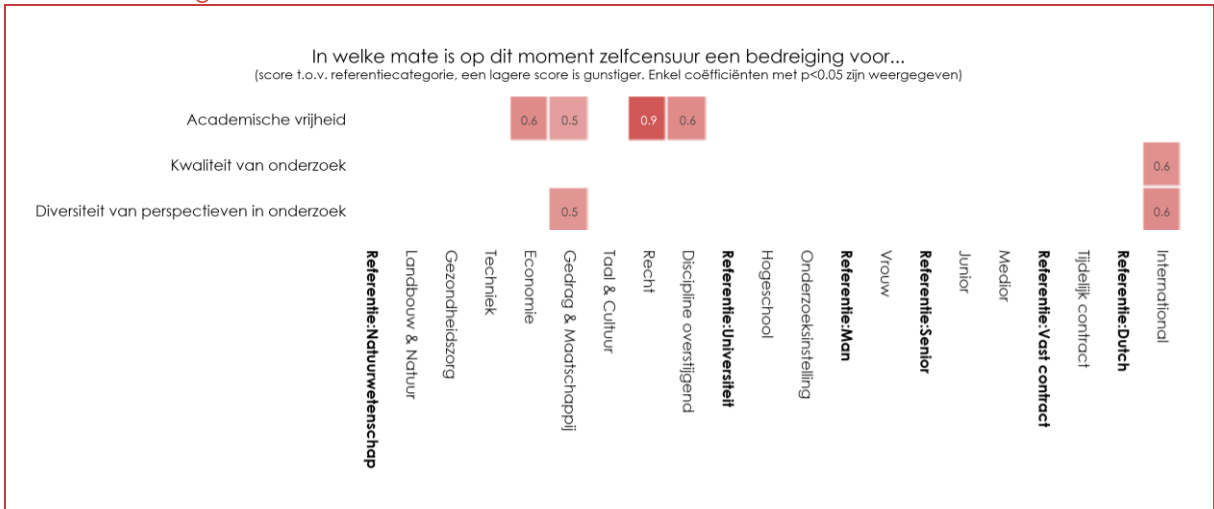 In welke mate is op dit moment zelfcensuur een bedreiging voor...
(score t.o.v. referentiecategorie, een lagere score is gunstiger. Enkel coëfficiënten met p<0.05 zijn weergegeven)
Academische vrijheid
0.6
0.5
0.9
0.6
Kwaliteit van onderzoek
0.6
Diversiteit van perspectieven in onderzoek
0.5
0.6
Referentie:Natuurwetenschap
Landbouw & Natuur
Gezondheidszorg
Techniek
Economie
Gedrag & Maatschappij
Taal & Cultuur
Recht
Discipline overstijgend
Referentie:Universiteit
Hogeschool
Onderzoeksinstelling
Referentie:Man
Vrouw
Referentie:Senior
Junior
Medior
Referentie:Vast contract
Tijdelijk contract
Referentie:Dutch
International